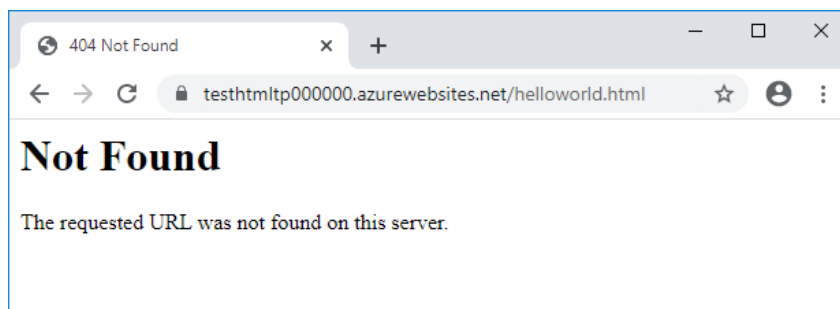 404 Not Found
testhtmltp000000.azurewebsites.net/helloworld.html
Not Found
The requested URL was not found on this server.